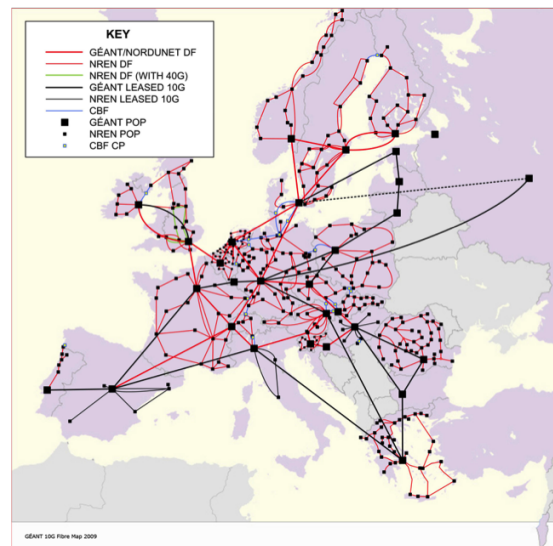 KEY
GÉANT/NORDUNET DF
NREN DF
NREN DF (WITH 40G)
GÉANT LEASED 10G
NREN LEASED 10G
CBF
GÉANT POP
NREN POP
CBF CP
GÉANT 10G Fibre Map 2009